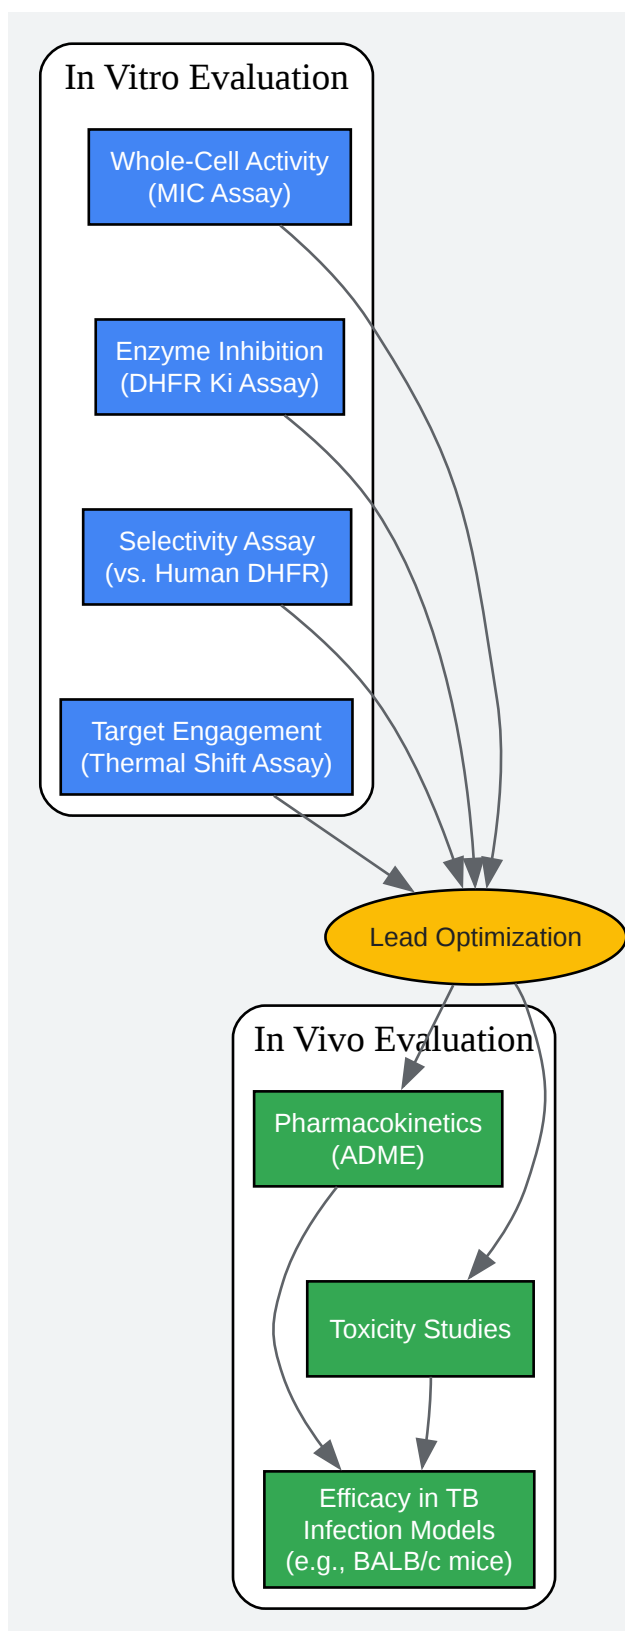 In Vitro Evaluation
Whole-Cell Activity
(MIC Assay)
Enzyme Inhibition
(DHFR Ki Assay)
Selectivity Assay
(vs. Human DHFR)
Target Engagement
(Thermal Shift Assay)
Lead Optimization
In Vivo Evaluation
Pharmacokinetics
(ADME)
Toxicity Studies
Efficacy in TB
Infection Models
(e.g., BALB/c mice)